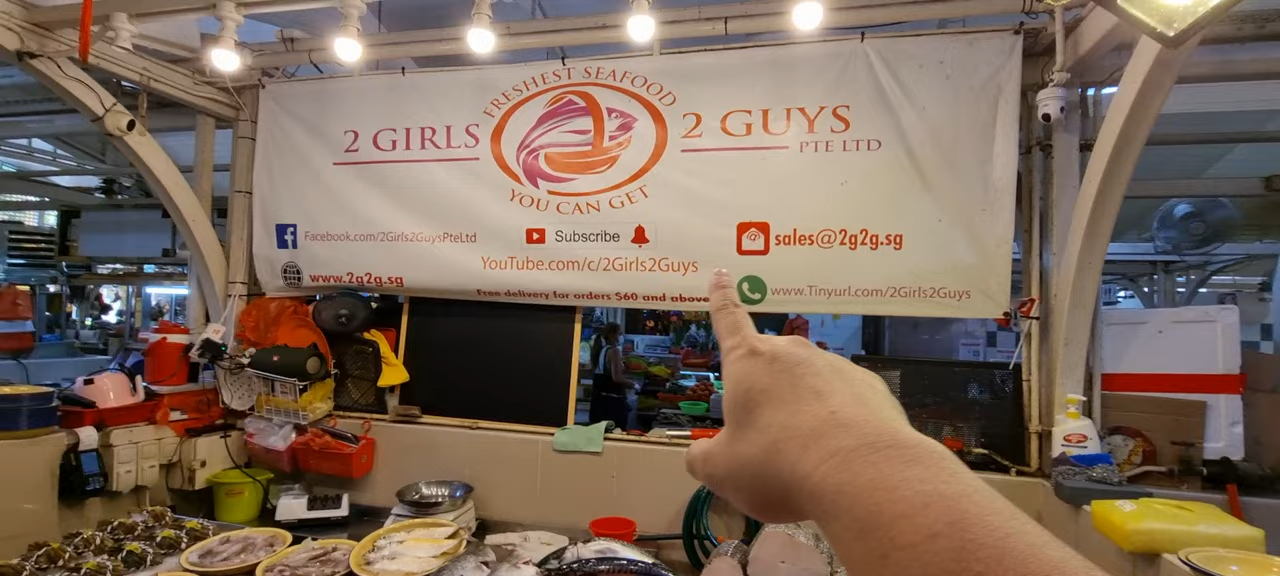 FRESHEST SEAFOOD
2 GIRLS
2 GUYS
PTE LTD
YOU CAN GET
Facebook.com/2Girls2GuysPteLtd
Subscribe
sales@2g2g.sg
www.2g2g.sg
YouTube.com/c/2Girls2Guys
www.Tinyurl.com/2Girls2Guys
Free delivery for orders $60 and above